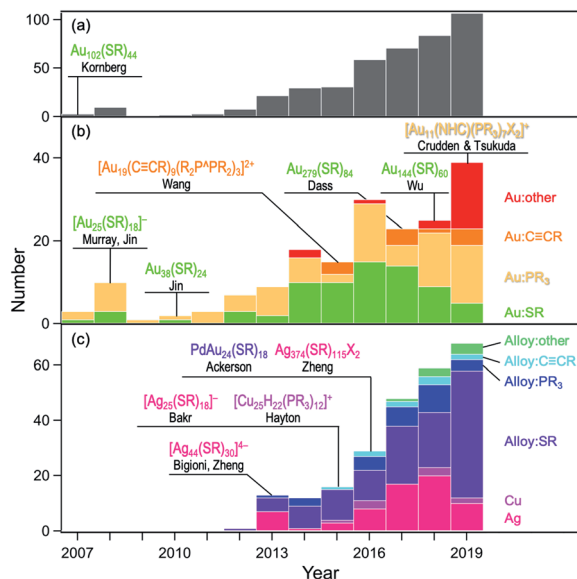 (a)
100
50
0
Au₁₀₂(SR)₄₄
Kornberg
(b)
40
20
0
[Au₁₁(NHC)(PR₃)₇X₂]⁺
Crudden & Tsukuda
[Au₁₉(C≡CR)₉(R₂P^PR₂)₃]²⁺
Wang
Au₂₇₉(SR)₈₄
Dass
Au₁₄₄(SR)₆₀
Wu
[Au₂₅(SR)₁₈]⁻
Murray, Jin
Au₃₈(SR)₂₄
Jin
Au:other
Au:C≡CR
Au:PR₃
Au:SR
Number
(c)
60
40
20
0
PdAu₂₄(SR)₁₈
Ackerson
Ag₃₇₄(SR)₁₁₅X₂
Zheng
[Ag₂₅(SR)₁₈]⁻
Bakr
[Cu₂₅H₂₂(PR₃)₁₂]⁺
Hayton
[Ag₄₄(SR)₃₀]⁴⁻
Bigioni, Zheng
Alloy:other
Alloy:C≡CR
Alloy:PR₃
Alloy:SR
Cu
Ag
2007 2010 2013 2016 2019
Year